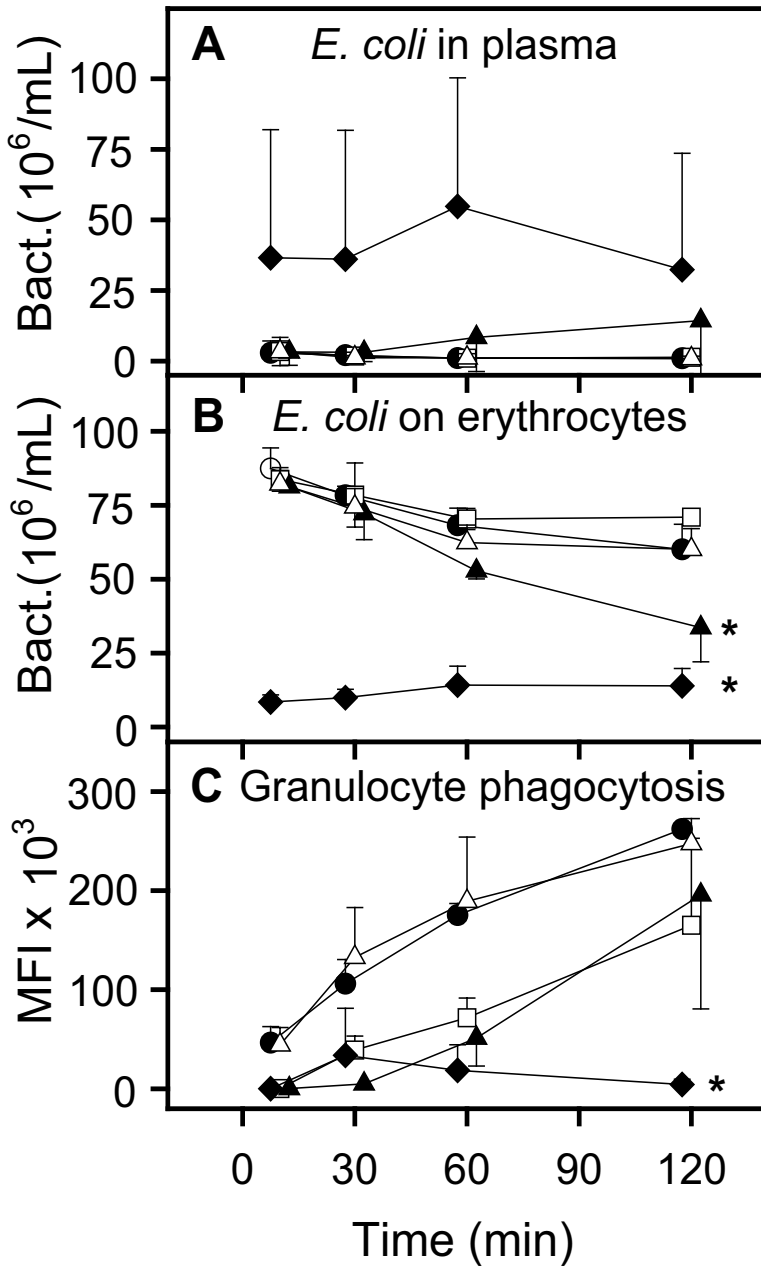 A E. coli in plasma
Bact.(10⁶/mL)
100
75
50
25
0
B E. coli on erythrocytes
Bact.(10⁶/mL)
100
75
50
25
0
*
*
C Granulocyte phagocytosis
MFI x 10³
300
200
100
0
*
0 30 60 90 120
Time (min)